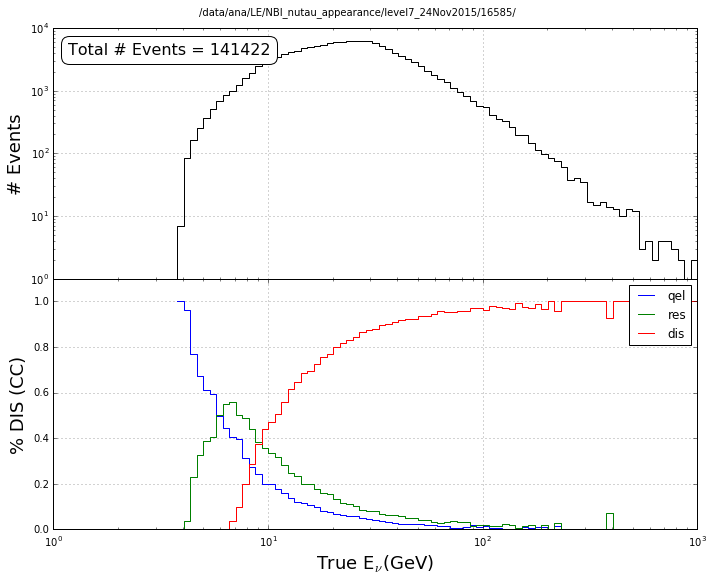 /data/ana/LE/NBI_nutau_appearance/level7_24Nov2015/16585/
Total # Events = 141422
# Events
10^4
10^3
10^2
10^1
10^0
% DIS (CC)
1.0
0.8
0.6
0.4
0.2
0.0
qel
res
dis
10^0
10^1
10^2
10^3
True E_ν(GeV)